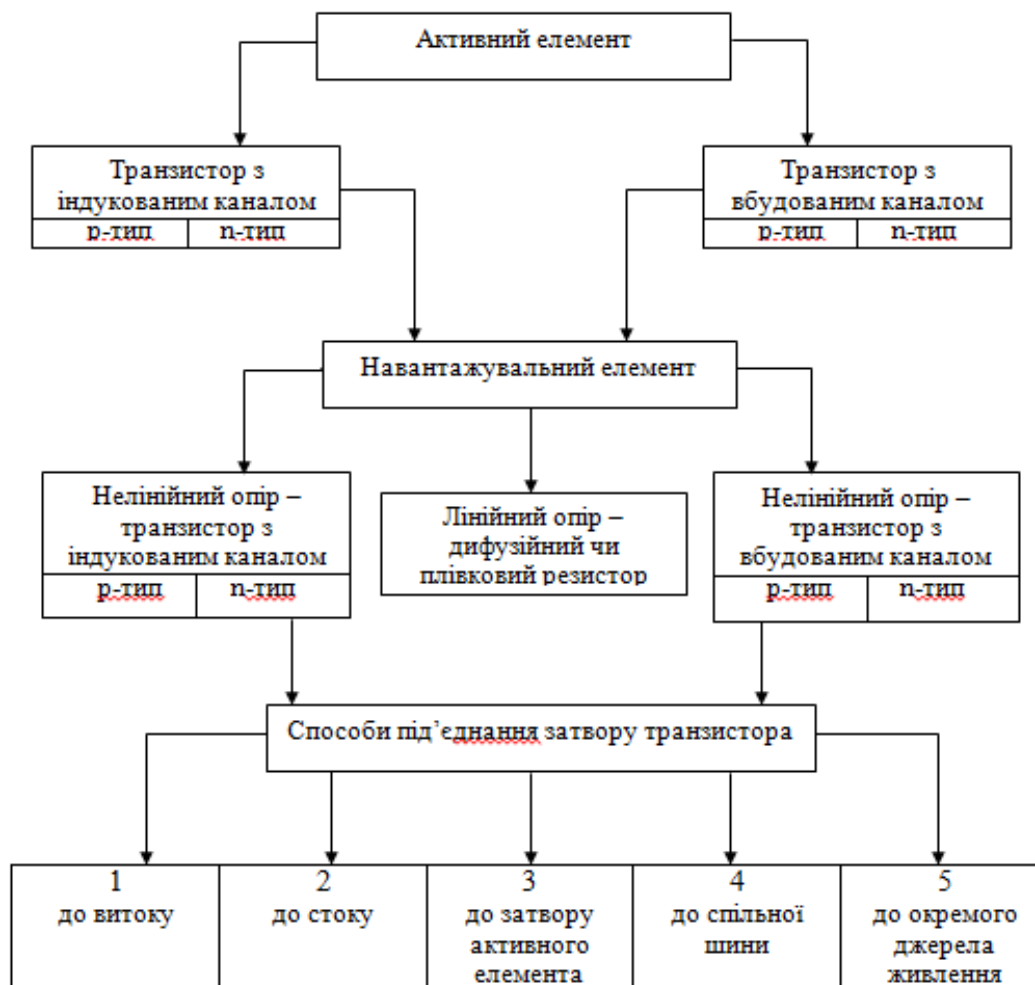 Активний елемент
Транзистор з
індукованим каналом
р-тип
n-тип
Транзистор з
вбудованим каналом
р-тип
n-тип
Навантажувальний елемент
Нелінійний опір –
транзистор з
індукованим каналом
р-тип
n-тип
Лінійний опір –
дифузійний чи
плівковий резистор
Нелінійний опір –
транзистор з
вбудованим каналом
р-тип
n-тип
Способи під’єднання затвору транзистора
1
до витоку
2
до стоку
3
до затвору
активного
елемента
4
до спільної
шини
5
до окремого
джерела
живлення